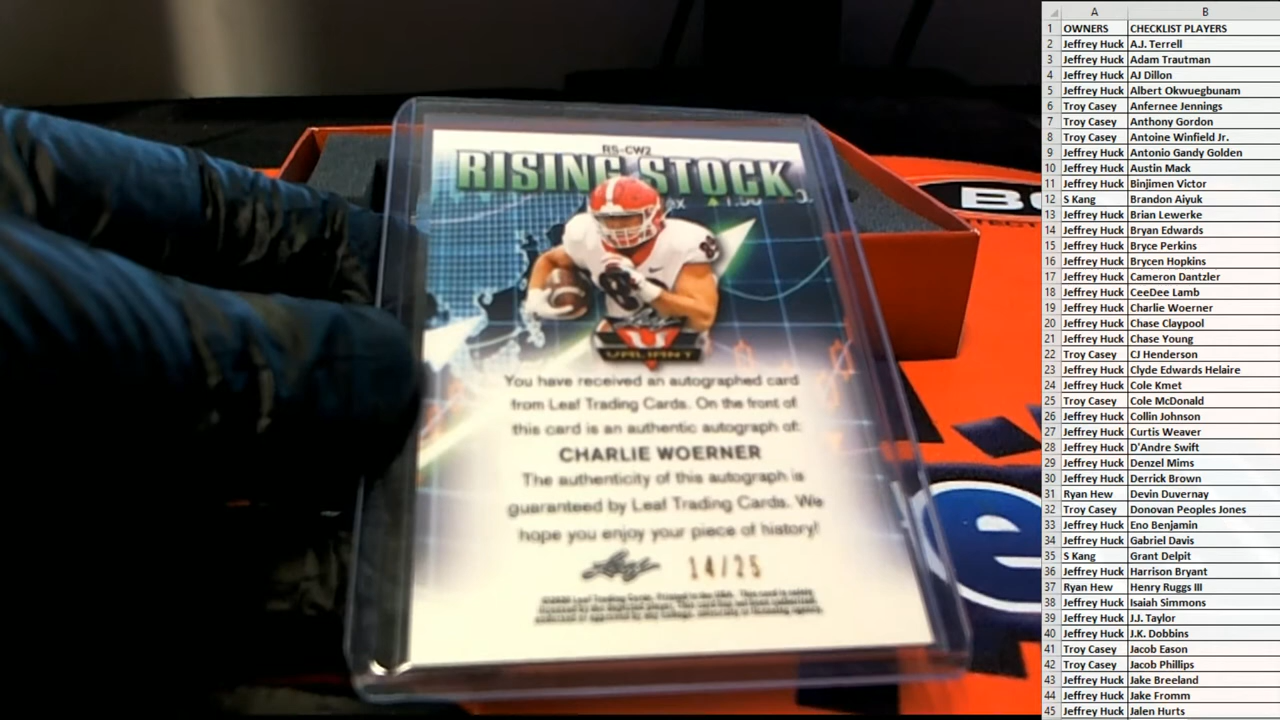 RS-CW2
RISING STOCK
VALIANT
You have received an autographed card
from Leaf Trading Cards. On the front of
this card is an authentic autograph of:
CHARLIE WOERNER
The authenticity of this autograph is
guaranteed by Leaf Trading Cards. We
hope you enjoy your piece of history!
Leaf 14/25
A B
1 OWNERS CHECKLIST PLAYERS
2 Jeffrey Huck A.J. Terrell
3 Jeffrey Huck Adam Trautman
4 Jeffrey Huck AJ Dillon
5 Jeffrey Huck Albert Okwuegbunam
6 Troy Casey Anfernee Jennings
7 Troy Casey Anthony Gordon
8 Troy Casey Antoine Winfield Jr.
9 Jeffrey Huck Antonio Gandy Golden
10 Jeffrey Huck Austin Mack
11 Jeffrey Huck Binjimen Victor
12 S Kang Brandon Aiyuk
13 Jeffrey Huck Brian Lewerke
14 Jeffrey Huck Bryan Edwards
15 Jeffrey Huck Bryce Perkins
16 Jeffrey Huck Brycen Hopkins
17 Jeffrey Huck Cameron Dantzler
18 Jeffrey Huck CeeDee Lamb
19 Jeffrey Huck Charlie Woerner
20 Jeffrey Huck Chase Claypool
21 Jeffrey Huck Chase Young
22 Troy Casey CJ Henderson
23 Jeffrey Huck Clyde Edwards Helaire
24 Jeffrey Huck Cole Kmet
25 Troy Casey Cole McDonald
26 Jeffrey Huck Collin Johnson
27 Jeffrey Huck Curtis Weaver
28 Jeffrey Huck D'Andre Swift
29 Jeffrey Huck Denzel Mims
30 Jeffrey Huck Derrick Brown
31 Ryan Hew Devin Duvernay
32 Troy Casey Donovan Peoples Jones
33 Jeffrey Huck Eno Benjamin
34 Jeffrey Huck Gabriel Davis
35 S Kang Grant Delpit
36 Jeffrey Huck Harrison Bryant
37 Ryan Hew Henry Ruggs III
38 Jeffrey Huck Isaiah Simmons
39 Jeffrey Huck J.J. Taylor
40 Jeffrey Huck J.K. Dobbins
41 Troy Casey Jacob Eason
42 Troy Casey Jacob Phillips
43 Jeffrey Huck Jake Breeland
44 Jeffrey Huck Jake Fromm
45 Jeffrey Huck Jalen Hurts